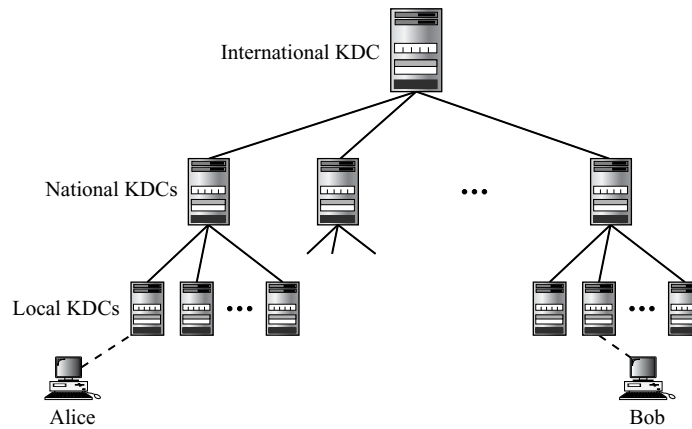 International KDC
National KDCs
Local KDCs
Alice
Bob